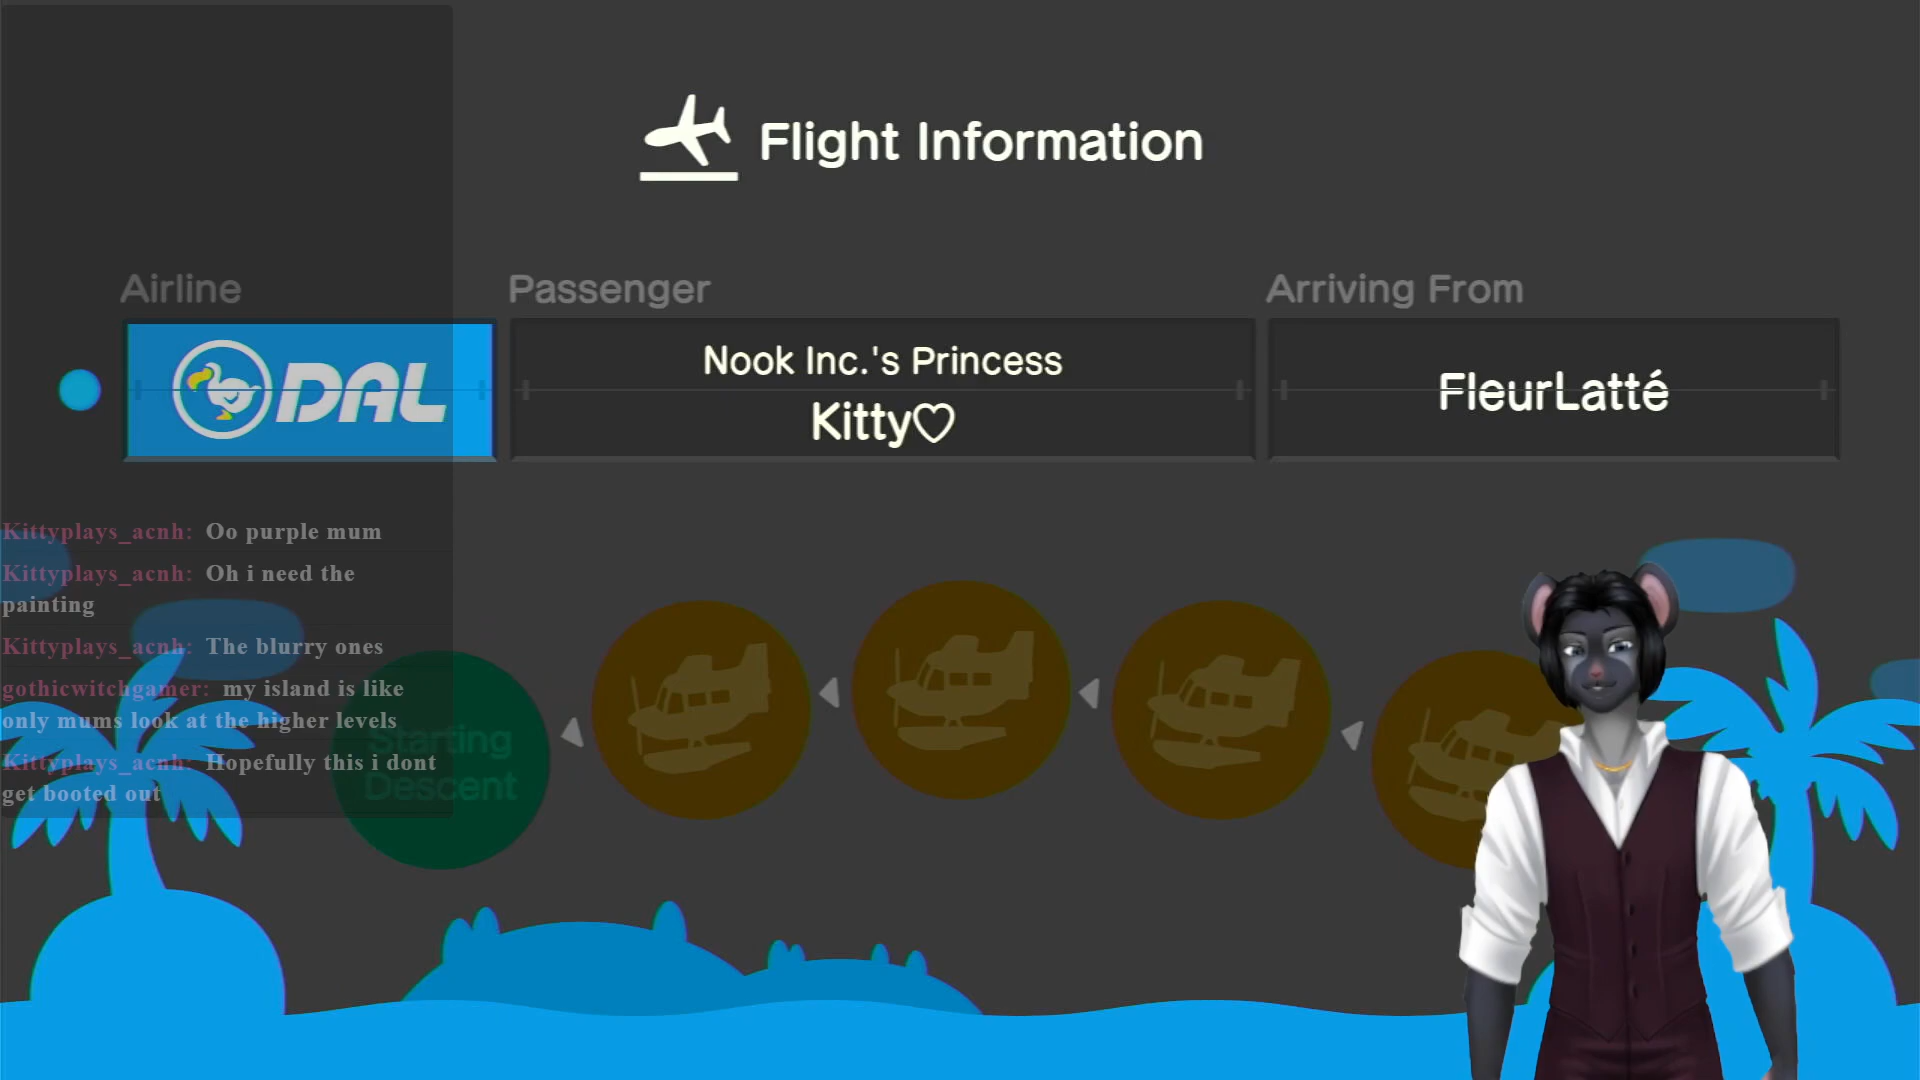 Flight Information
Airline
Passenger
Arriving From
DAL
Nook Inc.'s Princess
Kitty♡
FleurLatté
Kittyplays_acnh: Oo purple mum
Kittyplays_acnh: Oh i need the
painting
Kittyplays_acnh: The blurry ones
gothicwitchgamer: my island is like
only mums look at the higher levels
Kittyplays_acnh: Hopefully this i dont
get booted out
Starting
Descent